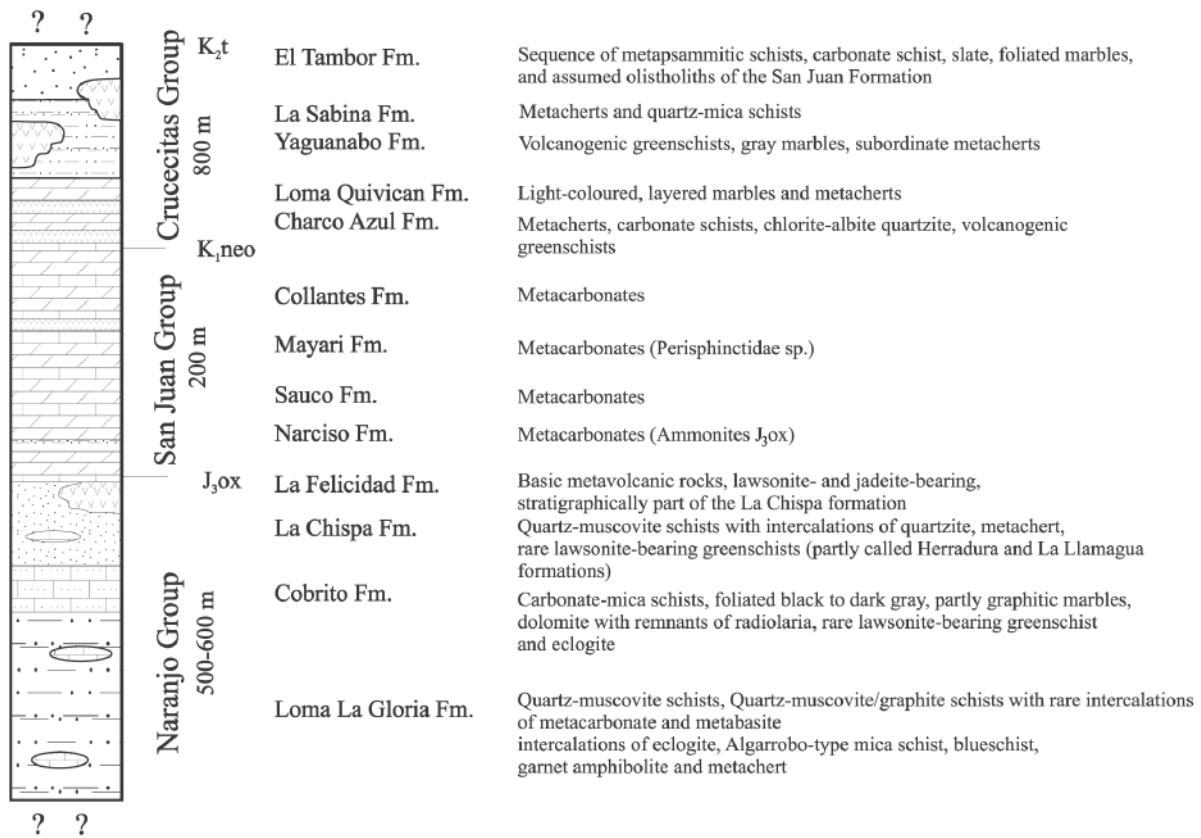 ? ?
K₂t
Crucecitas Group
800 m
El Tambor Fm.
Sequence of metapsammitic schists, carbonate schist, slate, foliated marbles,
and assumed olistholiths of the San Juan Formation
La Sabina Fm.
Metacherts and quartz-mica schists
Yaguanabo Fm.
Volcanogenic greenschists, gray marbles, subordinate metacherts
Loma Quivican Fm.
Light-coloured, layered marbles and metacherts
Charco Azul Fm.
Metacherts, carbonate schists, chlorite-albite quartzite, volcanogenic
greenschists
K₁neo
San Juan Group
200 m
Collantes Fm.
Metacarbonates
Mayari Fm.
Metacarbonates (Perisphinctidae sp.)
Sauco Fm.
Metacarbonates
Narciso Fm.
Metacarbonates (Ammonites J₃ox)
J₃ox
Naranjo Group
500-600 m
La Felicidad Fm.
Basic metavolcanic rocks, lawsonite- and jadeite-bearing,
stratigraphically part of the La Chispa formation
La Chispa Fm.
Quartz-muscovite schists with intercalations of quartzite, metachert,
rare lawsonite-bearing greenschists (partly called Herradura and La Llamagua
formations)
Cobrito Fm.
Carbonate-mica schists, foliated black to dark gray, partly graphitic marbles,
dolomite with remnants of radiolaria, rare lawsonite-bearing greenschist
and eclogite
Loma La Gloria Fm.
Quartz-muscovite schists, Quartz-muscovite/graphite schists with rare intercalations
of metacarbonate and metabasite
intercalations of eclogite, Algarrobo-type mica schist, blueschist,
garnet amphibolite and metachert
? ?